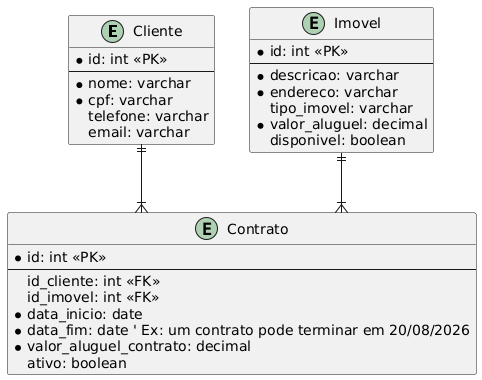 E Cliente
* id: int «PK»
* nome: varchar
* cpf: varchar
telefone: varchar
email: varchar
E Imovel
* id: int «PK»
* descricao: varchar
* endereco: varchar
tipo_imovel: varchar
* valor_aluguel: decimal
disponivel: boolean
E Contrato
* id: int «PK»
id_cliente: int «FK»
id_imovel: int «FK»
* data_inicio: date
* data_fim: date ' Ex: um contrato pode terminar em 20/08/2026
* valor_aluguel_contrato: decimal
ativo: boolean